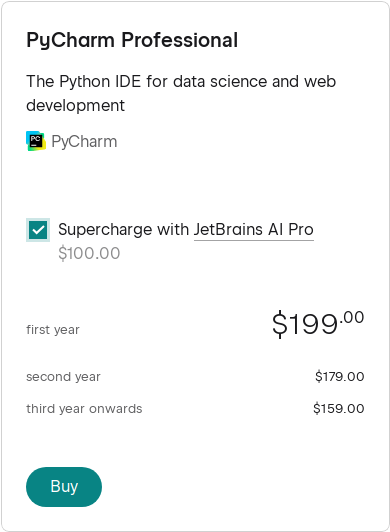 PyCharm Professional
The Python IDE for data science and web
development
PC
PyCharm
Supercharge with JetBrains AI Pro
$100.00
first year $199.00
second year $179.00
third year onwards $159.00
Buy